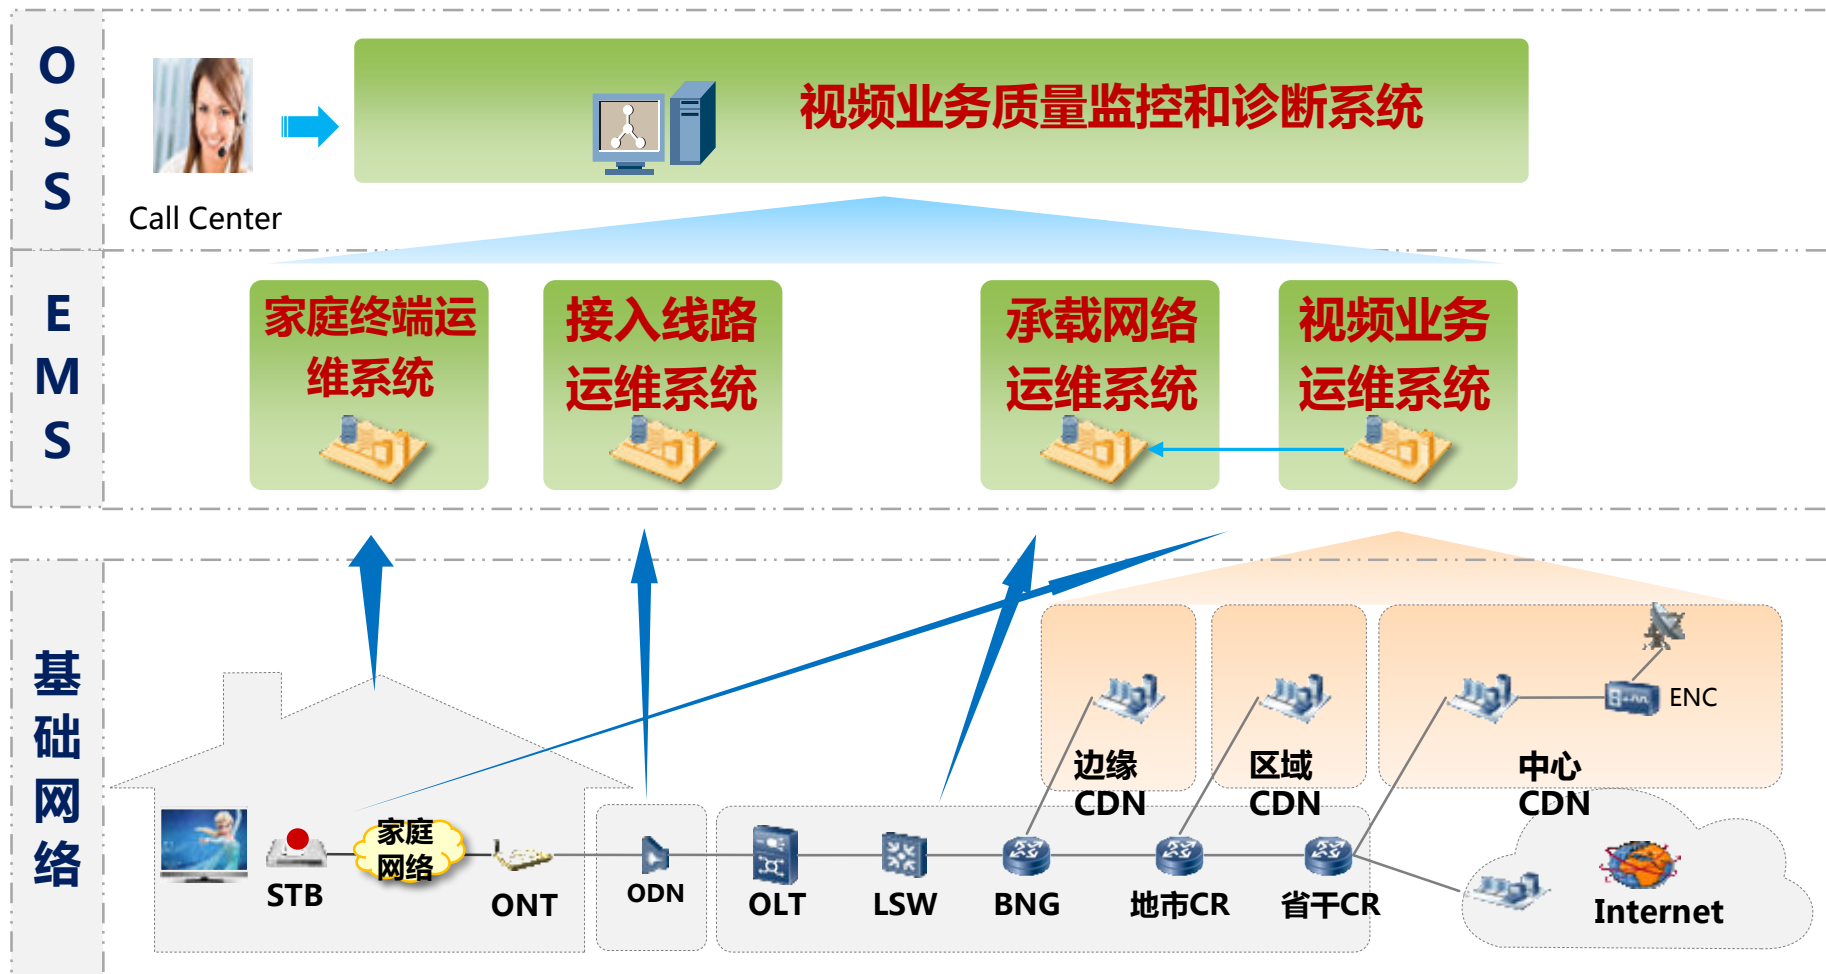 OSS
视频业务质量监控和诊断系统
Call Center
EMS
家庭终端运
维系统
接入线路
运维系统
承载网络
运维系统
视频业务
运维系统
基础网络
ENC
边缘
CDN
区域
CDN
中心
CDN
家庭
网络
STB
ONT
ODN
OLT
LSW
BNG
地市CR
省干CR
Internet